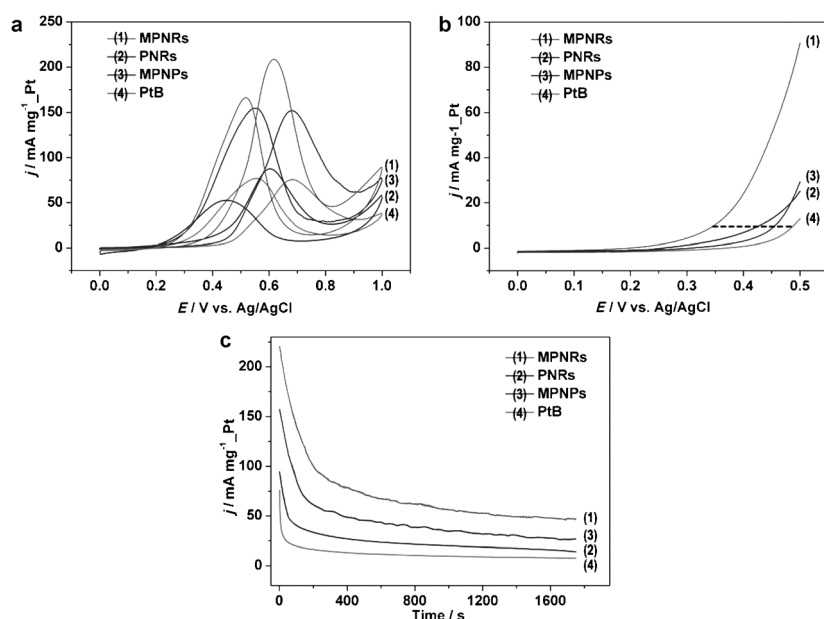 a
250
200
150
100
50
0
j / mA mg⁻¹_Pt
(1) MPNRs
(2) PNRs
(3) MPNPs
(4) PtB
(1)
(3)
(2)
(4)
0.0 0.2 0.4 0.6 0.8 1.0
E / V vs. Ag/AgCl
b
100
80
60
40
20
0
j / mA mg-1_Pt
(1) MPNRs
(2) PNRs
(3) MPNPs
(4) PtB
(1)
(3)
(2)
(4)
0.0 0.1 0.2 0.3 0.4 0.5
E / V vs. Ag/AgCl
c
200
150
100
50
0
j / mA mg⁻¹_Pt
(1) MPNRs
(2) PNRs
(3) MPNPs
(4) PtB
(1)
(3)
(2)
(4)
0 400 800 1200 1600
Time / s